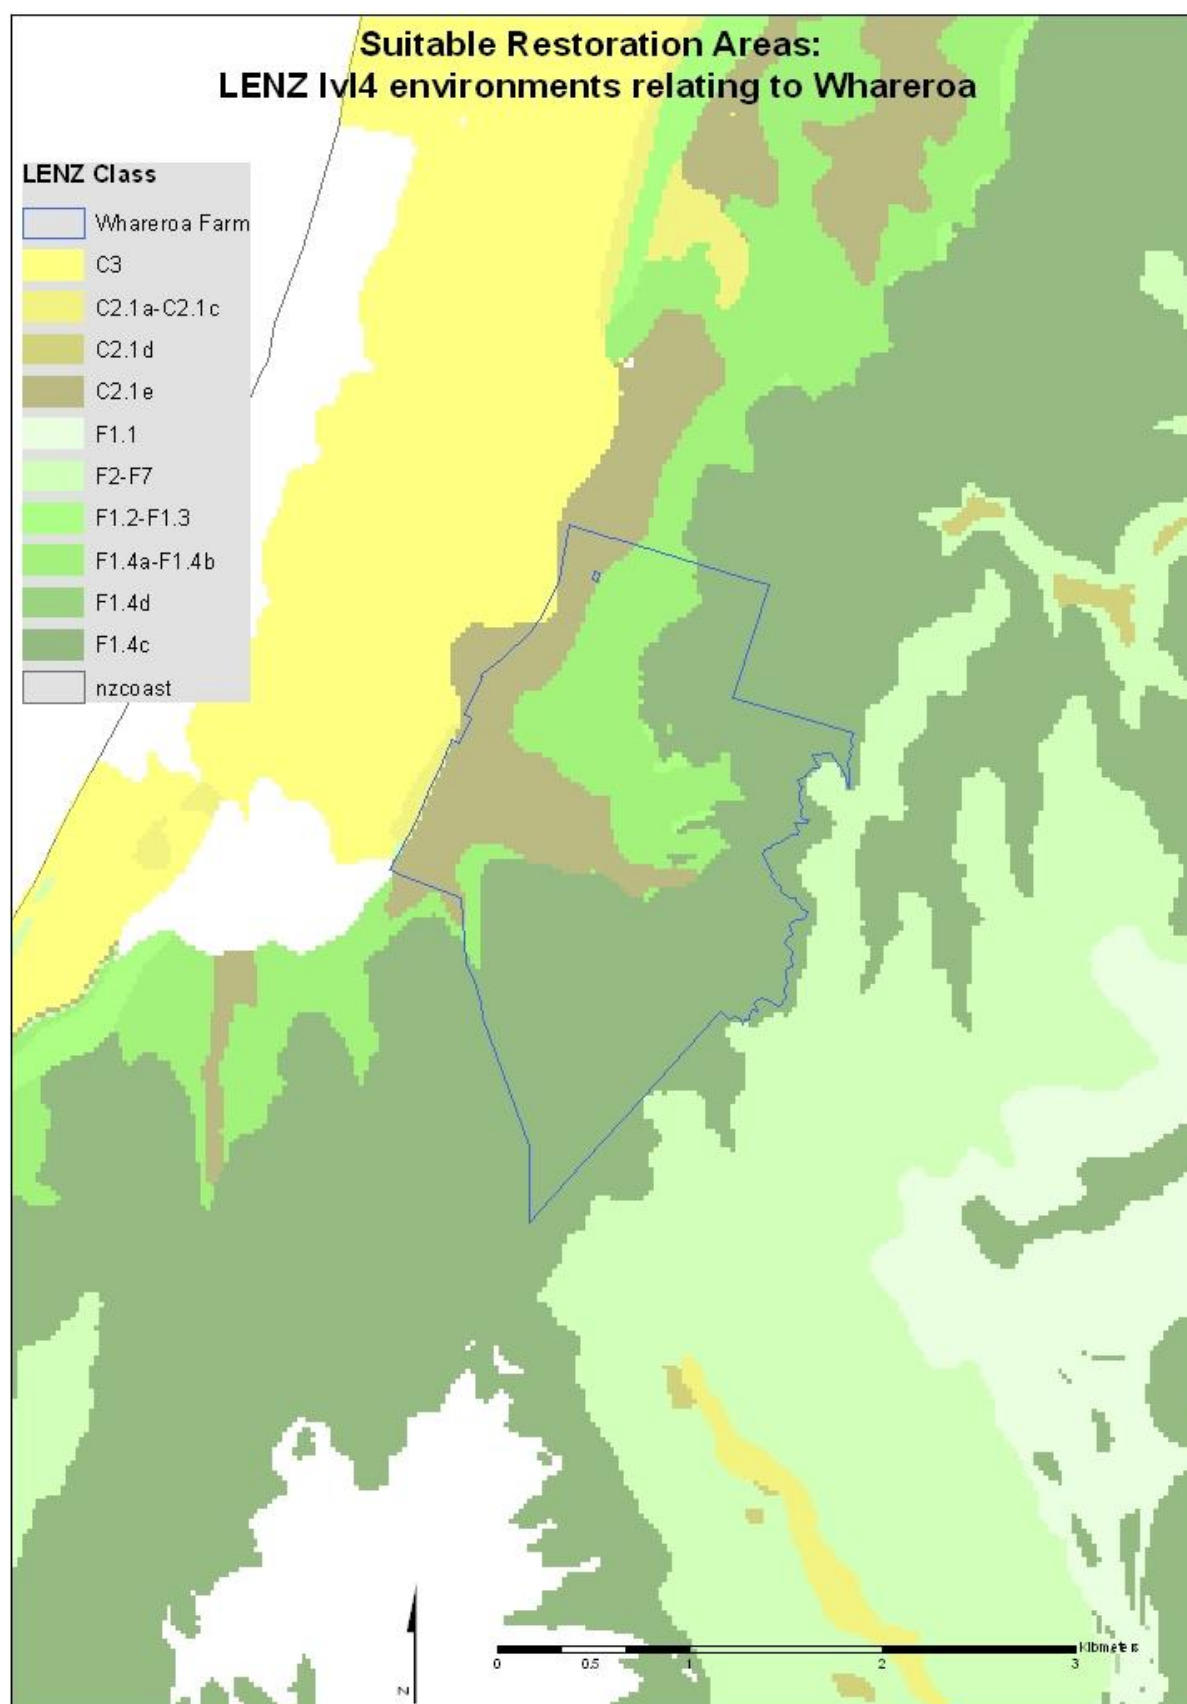 Suitable Restoration Areas:
LENZ lvl4 environments relating to Whareroa
LENZ Class
Whareroa Farm
C3
C2.1a-C2.1c
C2.1d
C2.1e
F1.1
F2-F7
F1.2-F1.3
F1.4a-F1.4b
F1.4d
F1.4c
nzcoast
Kilometers
0 0.5 1 2 3
N